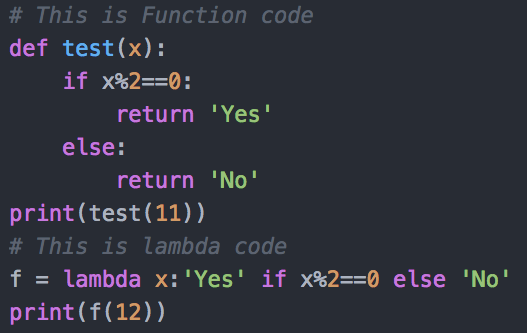 # This is Function code
def test(x):
    if x%2==0:
        return 'Yes'
    else:
        return 'No'
print(test(11))
# This is lambda code
f = lambda x:'Yes' if x%2==0 else 'No'
print(f(12))